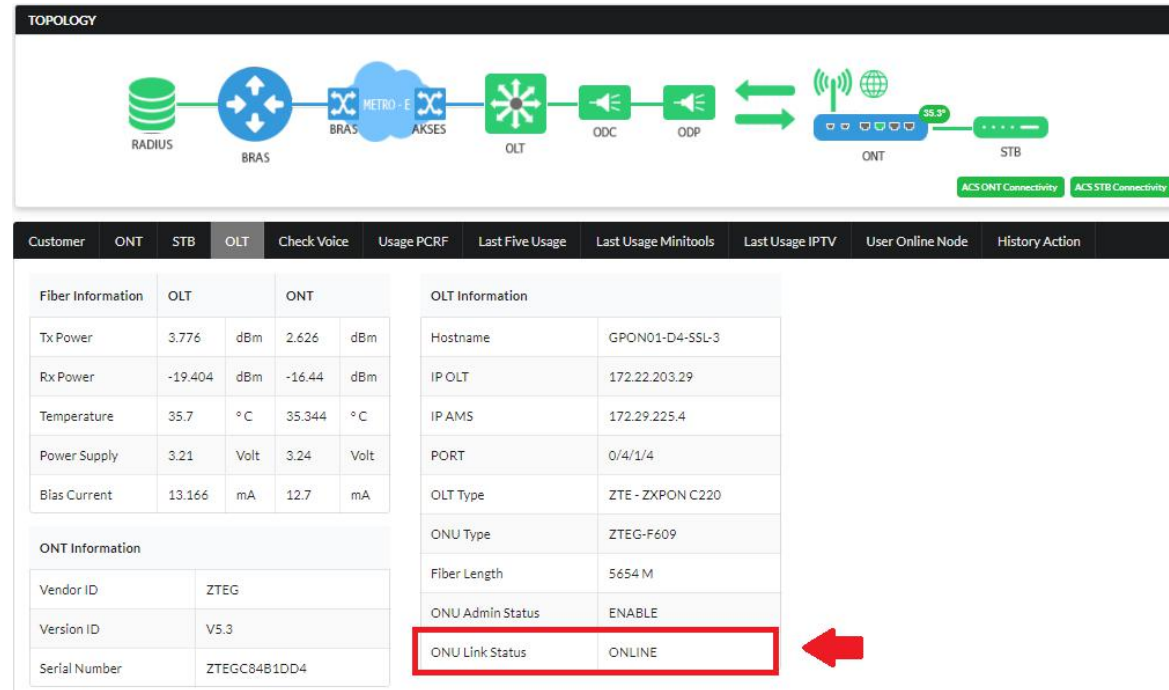 TOPOLOGY
RADIUS
BRAS
METRO - E
BRAS
AKSES
OLT
ODC
ODP
35.3°
ONT
STB
ACS ONT Connectivity ACS STB Connectivity
Customer ONT STB OLT Check Voice Usage PCRF Last Five Usage Last Usage Minitools Last Usage IPTV User Online Node History Action
Fiber Information OLT ONT
Tx Power 3.776 dBm 2.626 dBm
Rx Power -19.404 dBm -16.44 dBm
Temperature 35.7 °C 35.344 °C
Power Supply 3.21 Volt 3.24 Volt
Bias Current 13.166 mA 12.7 mA
ONT Information
Vendor ID ZTEG
Version ID V5.3
Serial Number ZTEGC84B1DD4
OLT Information
Hostname GPON01-D4-SSL-3
IP OLT 172.22.203.29
IP AMS 172.29.225.4
PORT 0/4/1/4
OLT Type ZTE - ZXPON C220
ONU Type ZTEG-F609
Fiber Length 5654 M
ONU Admin Status ENABLE
ONU Link Status ONLINE